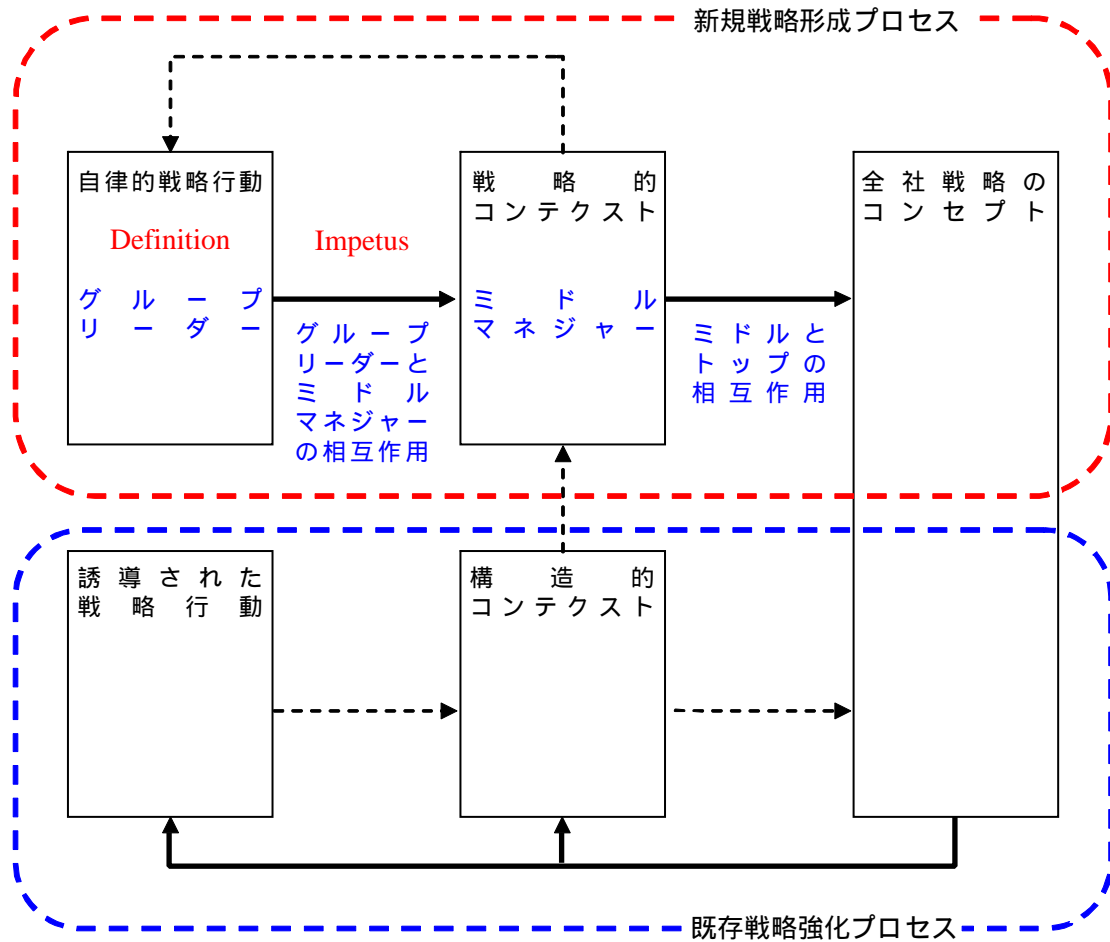 新規戦略形成プロセス
自律的戦略行動
Definition
グループ
リーダー
Impetus
グループ
リーダーと
ミドル
マネジャー
の相互作用
戦略的
コンテクスト
ミドル
マネジャー
ミドルと
トップの
相互作用
全社戦略の
コンセプト
誘導された
戦略行動
構造的
コンテクスト
既存戦略強化プロセス